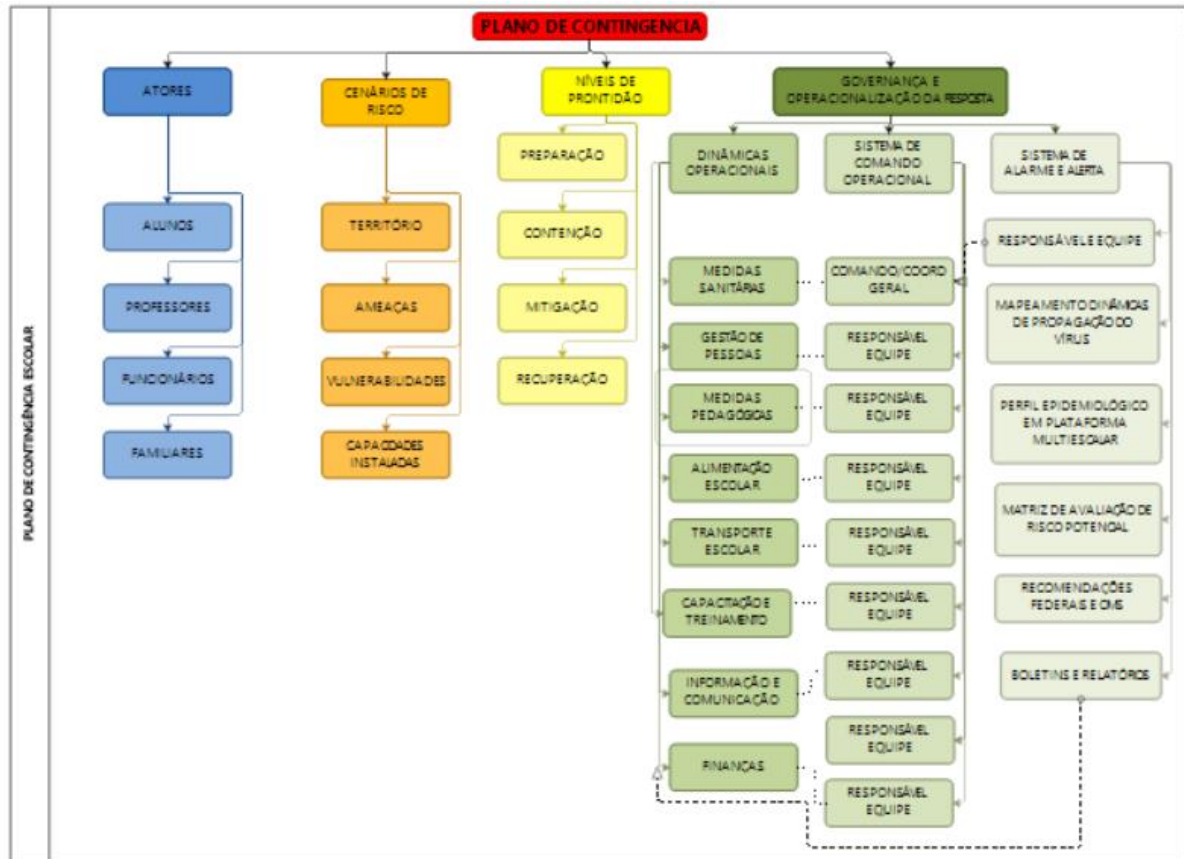 PLANO DE CONTINGÊNCIA ESCOLAR
PLANO DE CONTINGENCIA
ATORES
ALUNOS
PROFESSORES
FUNCIONÁRIOS
FAMILIARES
CENÁRIOS DE
RISCO
TERRITÓRIO
AMEAÇAS
VULNERABILIDADES
CAPACIDADES
INSTALADAS
NÍVEIS DE
PRONTIDÃO
PREPARAÇÃO
CONTENÇÃO
MITIGAÇÃO
RECUPERAÇÃO
GOVERNANÇA E
OPERACIONALIZAÇÃO DA RESPOSTA
DINÂMICAS
OPERACIONAIS
MEDIDAS
SANITÁRIAS
GESTÃO DE
PESSOAS
MEDIDAS
PEDAGÓGICAS
ALIMENTAÇÃO
ESCOLAR
TRANSPORTE
ESCOLAR
CAPACITAÇÃO E
TREINAMENTO
INFORMAÇÃO E
COMUNICAÇÃO
FINANÇAS
SISTEMA DE
COMANDO
OPERACIONAL
COMANDO/COORD
GERAL
RESPONSÁVEL
EQUIPE
RESPONSÁVEL
EQUIPE
RESPONSÁVEL
EQUIPE
RESPONSÁVEL
EQUIPE
RESPONSÁVEL
EQUIPE
RESPONSÁVEL
EQUIPE
RESPONSÁVEL
EQUIPE
RESPONSÁVEL
EQUIPE
SISTEMA DE
ALARME E ALERTA
RESPONSÁVEL E EQUIPE
MAPEAMENTO DINÂMICAS
DE PROPAGAÇÃO DO
VÍRUS
PERFIL EPIDEMIOLÓGICO
EM PLATAFORMA
MULTIESCALAR
MATRIZ DE AVALIAÇÃO DE
RISCO POTENCIAL
RECOMENDAÇÕES
FEDERAIS E OMS
BOLETINS E RELATÓRIOS